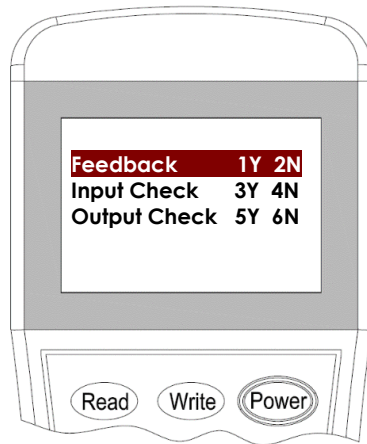 Feedback 1Y 2N
Input Check 3Y 4N
Output Check 5Y 6N
Read Write Power